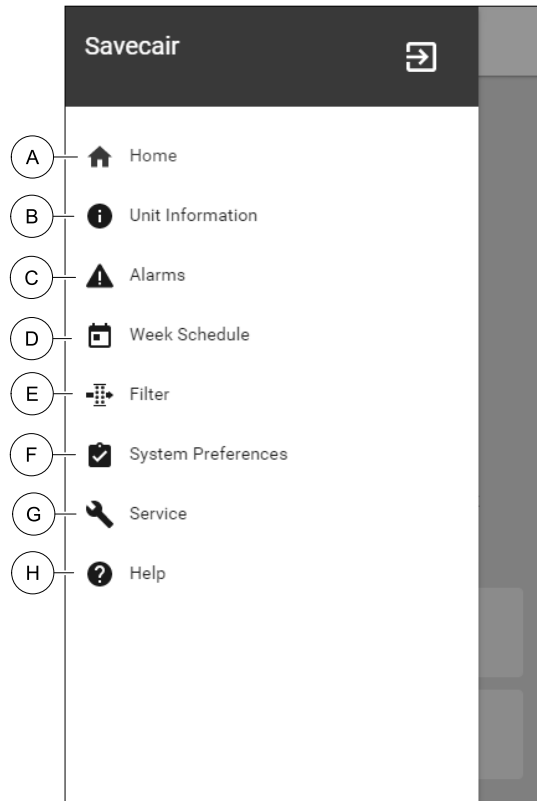 Savecair
A Home
B Unit Information
C Alarms
D Week Schedule
E Filter
F System Preferences
G Service
H Help